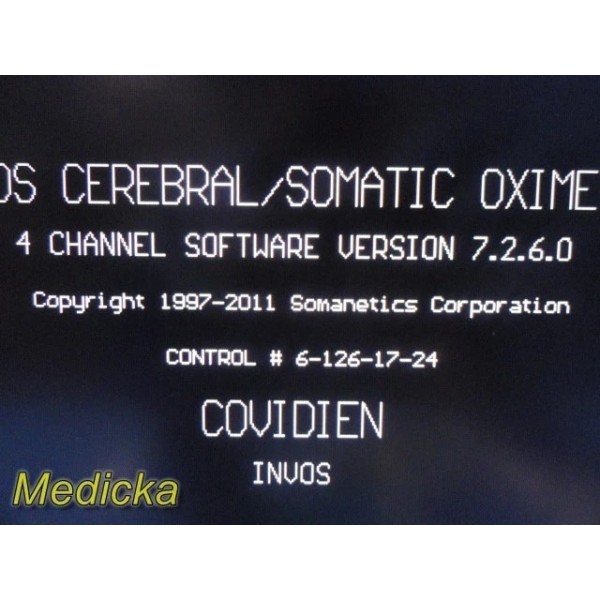 OS CEREBRAL/SOMATIC OXIME
4 CHANNEL SOFTWARE VERSION 7.2.6.0
Copyright 1997-2011 Somanetics Corporation
CONTROL # 6-126-17-24
COVIDIEN
INVOS
Medicka